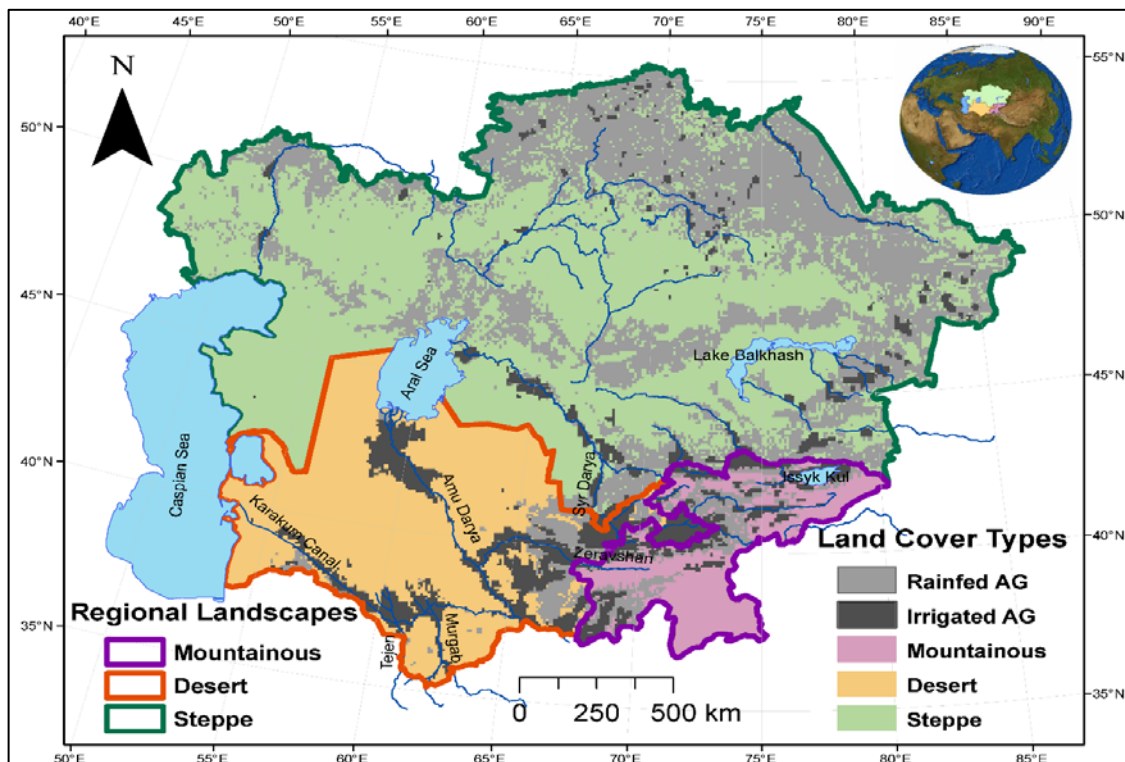 40°E 45°E 50°E 55°E 60°E 65°E 70°E 75°E 80°E 85°E 90°E
N
55°N
50°N
50°N
45°N
45°N
40°N
40°N
35°N
35°N
Caspian Sea
Aral Sea
Lake Balkhash
Issyk Kul
Syr Darya
Amu Darya
Karakum Canal
Zeravshan
Tejen
Murgab
Regional Landscapes
Mountainous
Desert
Steppe
0 250 500 km
Land Cover Types
Rainfed AG
Irrigated AG
Mountainous
Desert
Steppe
50°E 55°E 60°E 65°E 70°E 75°E 80°E 85°E